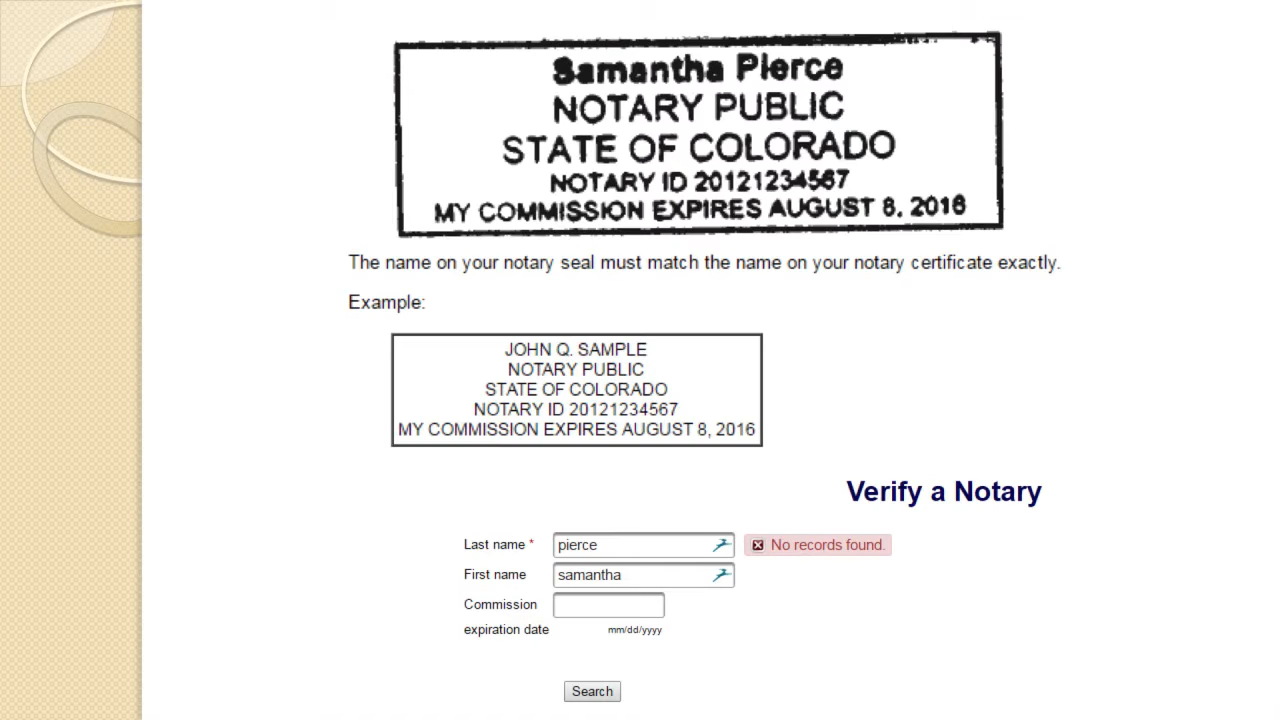 Samantha Pierce
NOTARY PUBLIC
STATE OF COLORADO
NOTARY ID 20121234567
MY COMMISSION EXPIRES AUGUST 8, 2016
The name on your notary seal must match the name on your notary certificate exactly.
Example:
JOHN Q. SAMPLE
NOTARY PUBLIC
STATE OF COLORADO
NOTARY ID 20121234567
MY COMMISSION EXPIRES AUGUST 8, 2016
Verify a Notary
Last name * pierce No records found.
First name samantha
Commission
expiration date mm/dd/yyyy
Search